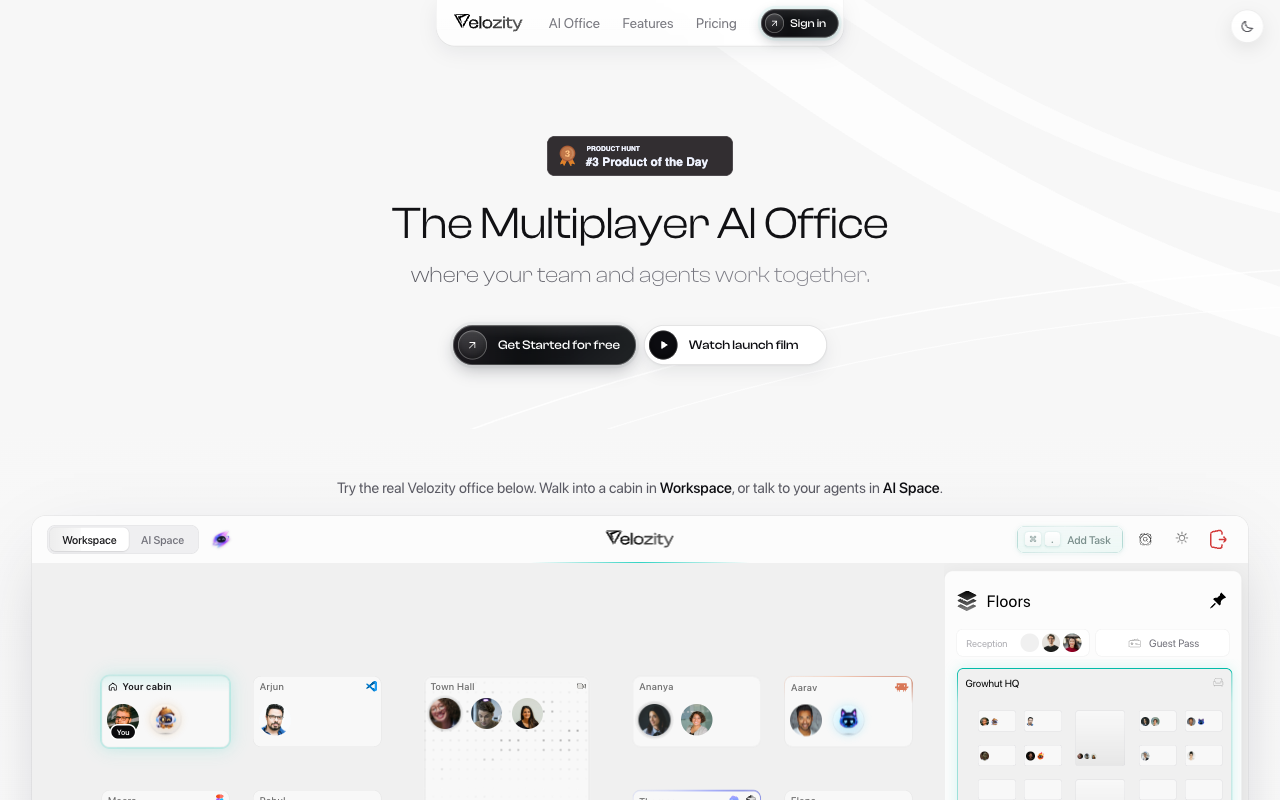 Velozity
AI Office
Features
Pricing
Sign in
3
PRODUCT HUNT
#3 Product of the Day
The Multiplayer AI Office
where your team and agents work together.
Get Started for free
Watch launch film
Try the real Velozity office below. Walk into a cabin in Workspace, or talk to your agents in AI Space.
Workspace
AI Space
Velozity
⌘ . Add Task
Floors
Reception
Guest Pass
Growhut HQ
Your cabin
You
Arjun
Town Hall
Ananya
Aarav